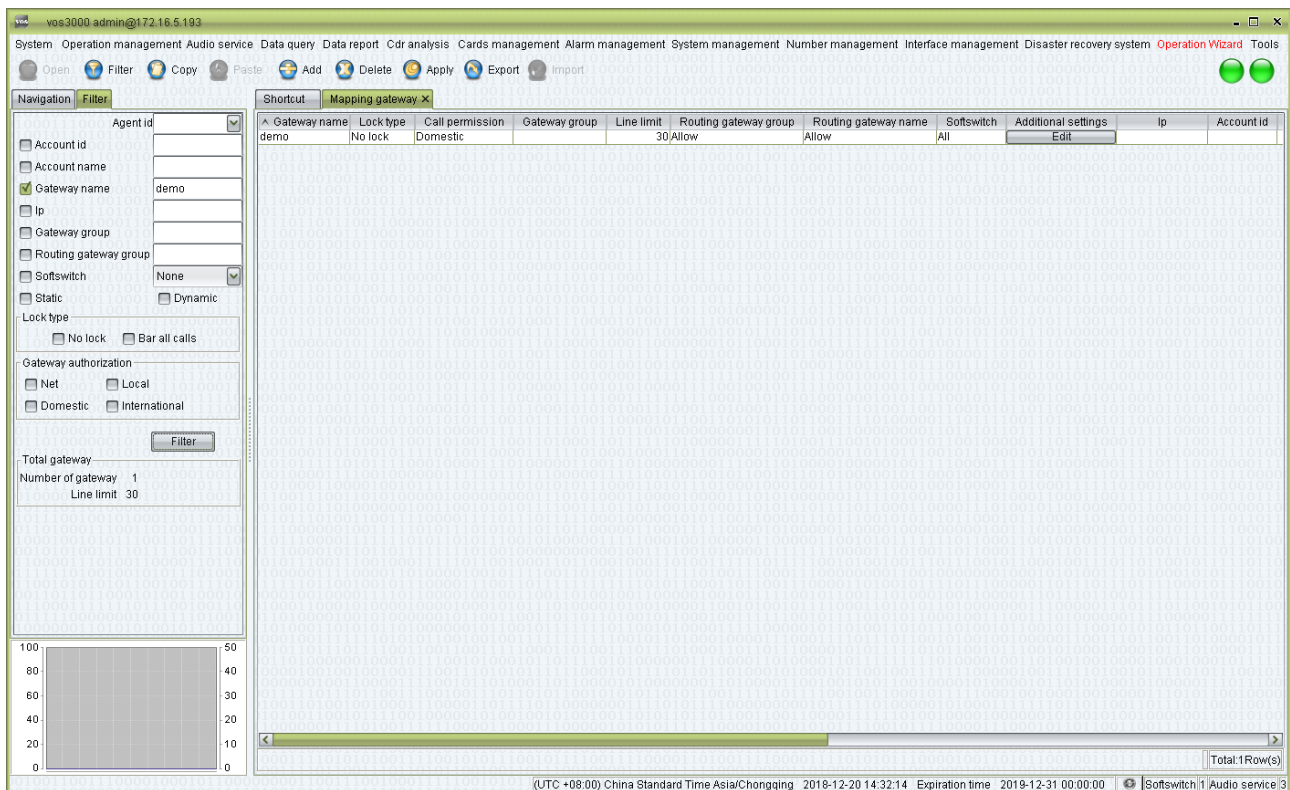 vos vos3000 admin@172.16.5.193
System Operation management Audio service Data query Data report Cdr analysis Cards management Alarm management System management Number management Interface management Disaster recovery system Operation Wizard Tools
Open Filter Copy Paste Add Delete Apply Export Import
Navigation Filter
Shortcut Mapping gateway
Agent id
Account id
Account name
Gateway name demo
Ip
Gateway group
Routing gateway group
Softswitch None
Static Dynamic
Lock type
No lock Bar all calls
Gateway authorization
Net Local
Domestic International
Filter
Total gateway
Number of gateway 1
Line limit 30
Gateway name Lock type Call permission Gateway group Line limit Routing gateway group Routing gateway name Softswitch Additional settings Ip Account id
demo No lock Domestic 30 Allow Allow All Edit
100 50
80 40
60 30
40 20
20 10
0 0
Total:1Row(s)
(UTC +08:00) China Standard Time Asia/Chongqing 2018-12-20 14:32:14 Expiration time 2019-12-31 00:00:00 Softswitch 1 Audio service 3